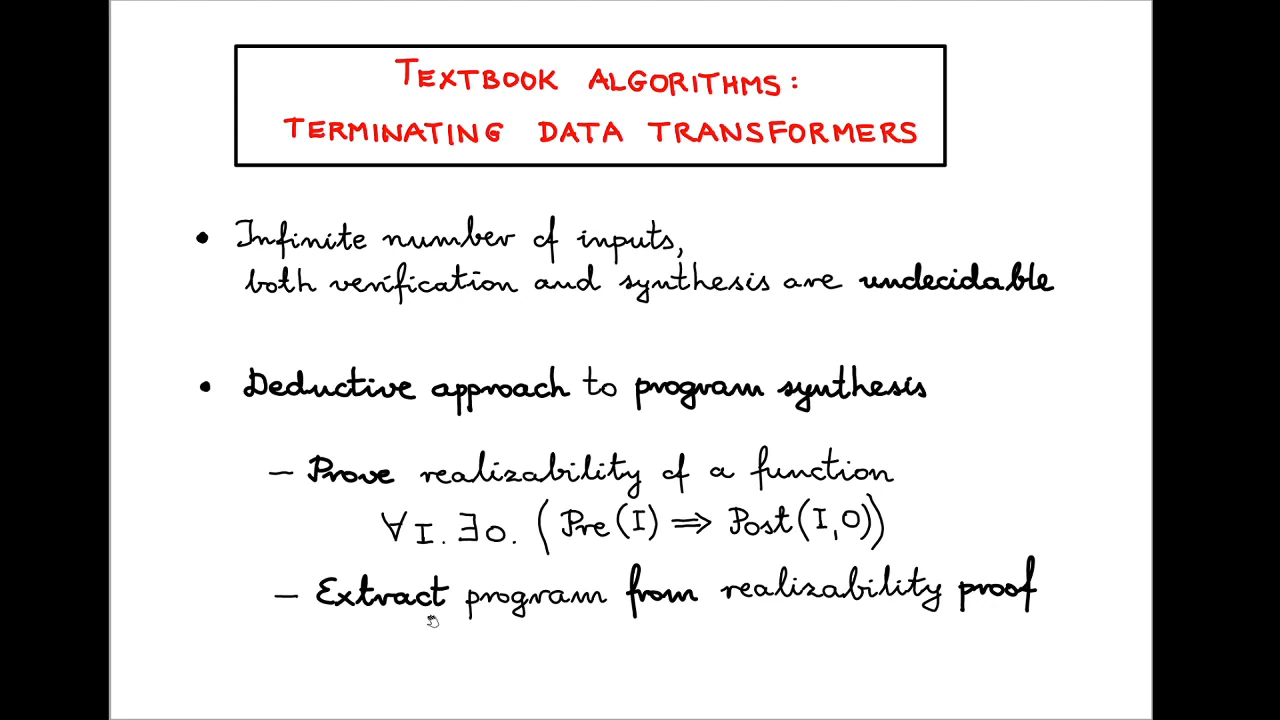 TEXTBOOK ALGORITHMS:
TERMINATING DATA TRANSFORMERS
• Infinite number of inputs,
both verification and synthesis are undecidable
• Deductive approach to program synthesis
– Prove realizability of a function
∀ I. ∃ O. (Pre(I) ⟹ Post(I,O))
– Extract program from realizability proof